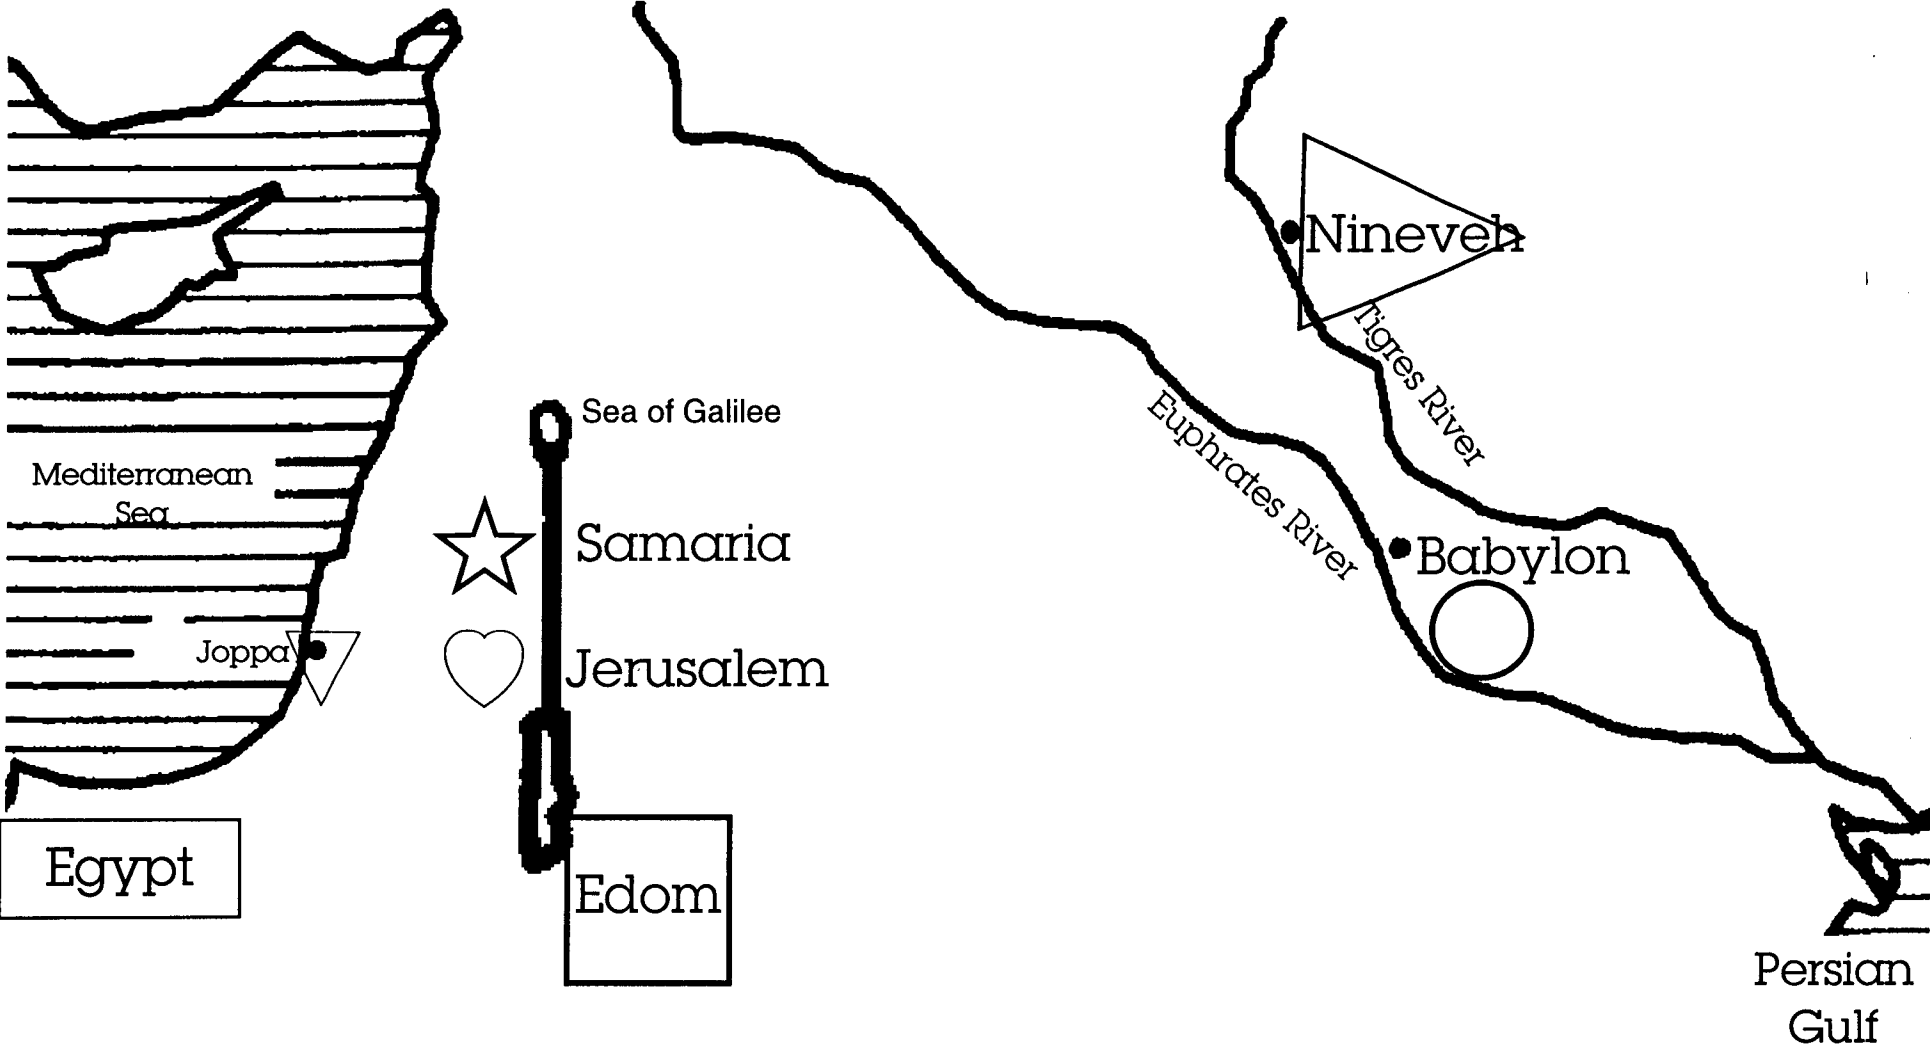 Nineveh
Tigres River
Sea of Galilee
Euphrates River
Mediterranean
Sea
Samaria
Babylon
Joppa
Jerusalem
Egypt
Edom
Persian
Gulf